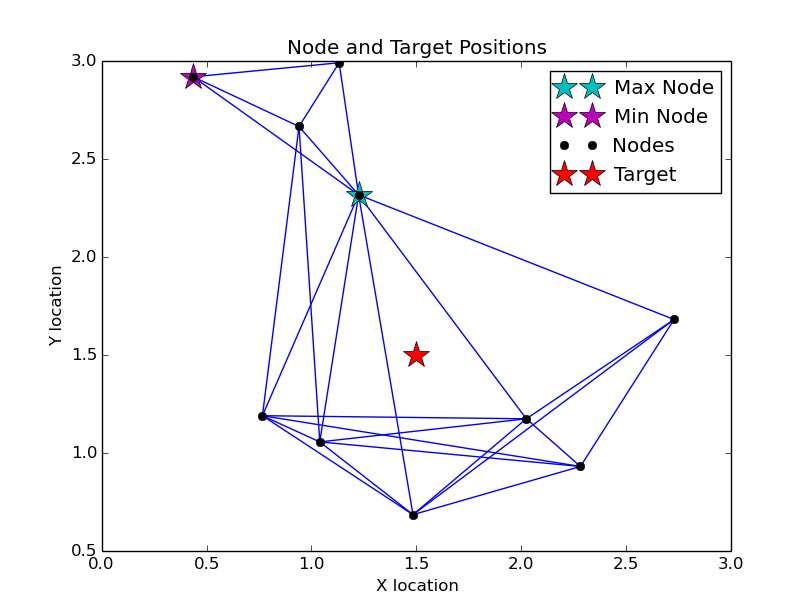 Node and Target Positions
Max Node
Min Node
Nodes
Target
Y location
3.0
2.5
2.0
1.5
1.0
0.5
0.0
0.5
1.0
1.5
2.0
2.5
3.0
X location